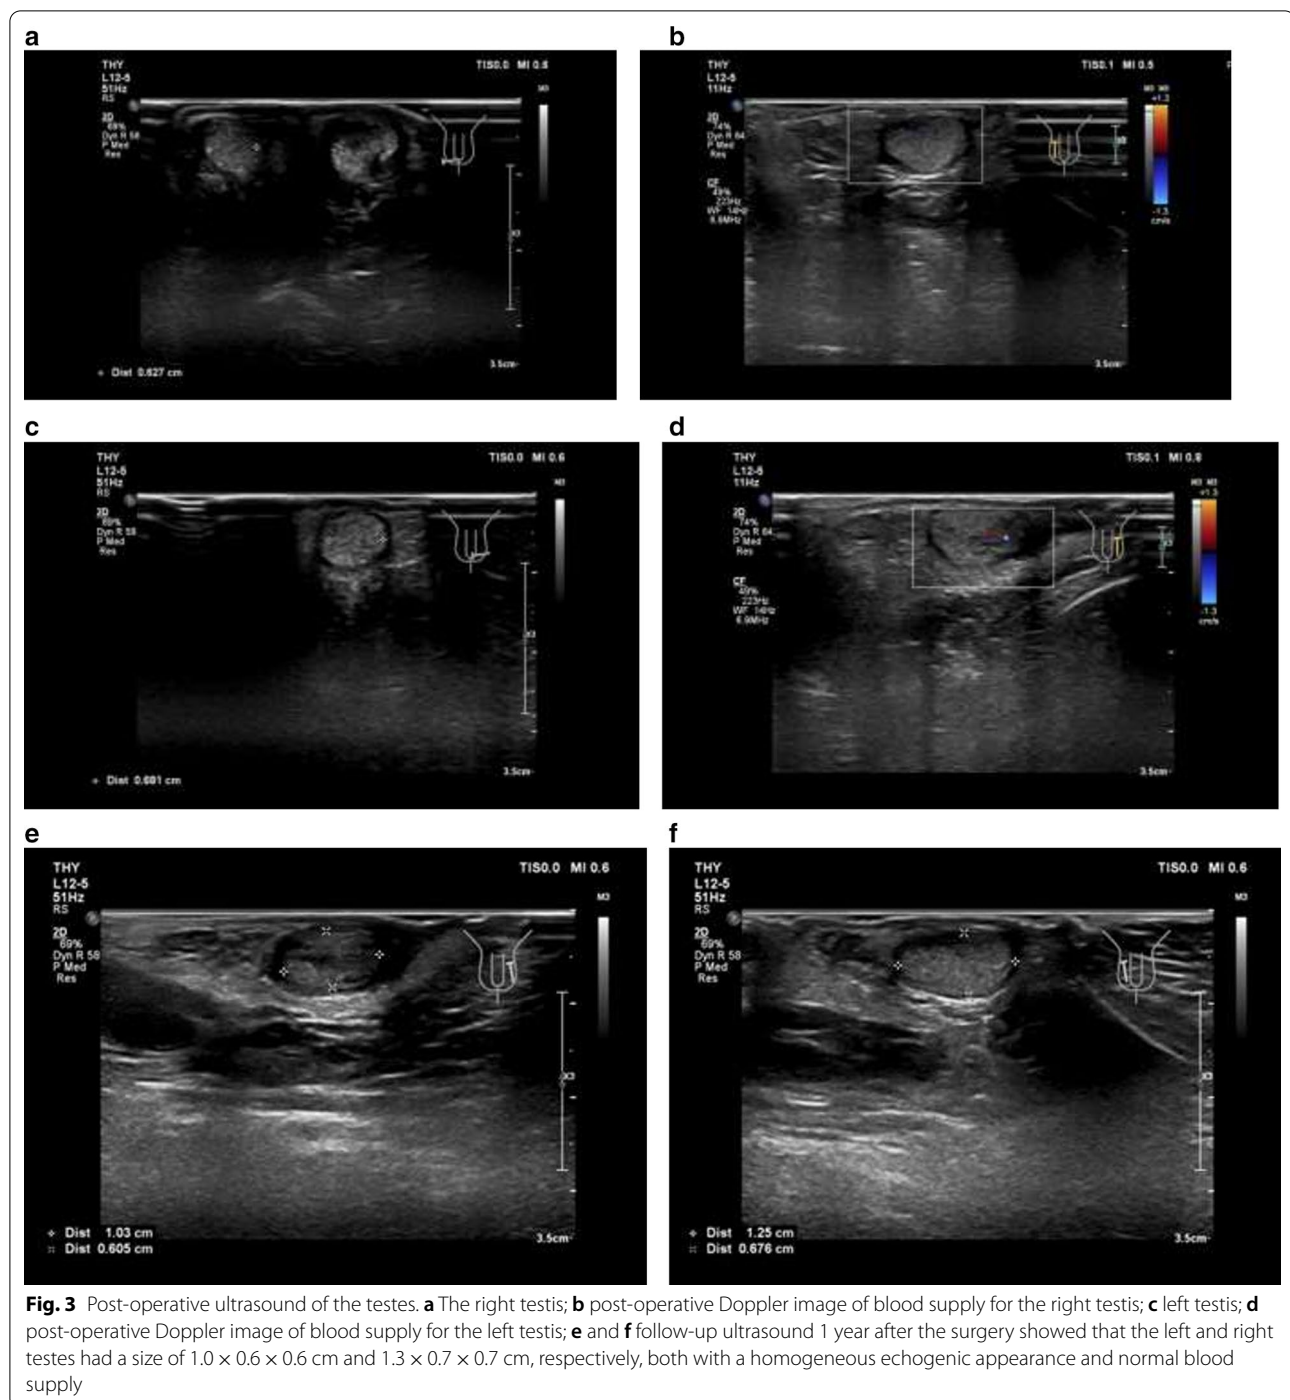 a
THY
L12-5
51Hz
RS
TIS0.0 MI 0.6
M3
2D
69%
Dyn R 58
P Med
Res
x3
3.5cm
Dist 0.627 cm
b
THY
L12-5
11Hz
TIS0.1 MI 0.5
M3 M3
+1.3
2D
74%
Dyn R 64
P Med
Res
x3
CF
49%
223Hz
WF 14Hz
-1.3
cm/s
3.5cm
c
THY
L12-5
51Hz
RS
TIS0.0 MI 0.6
M3
2D
69%
Dyn R 58
P Med
Res
x3
3.5cm
Dist 0.681 cm
d
THY
L12-5
11Hz
TIS0.1 MI 0.8
M3 M3
+1.3
2D
74%
Dyn R 64
P Med
Res
CF
49%
223Hz
WF 14Hz
-1.3
cm/s
3.5cm
e
THY
L12-5
51Hz
RS
TIS0.0 MI 0.6
M3
2D
69%
Dyn R 58
P Med
Res
x3
Dist 1.03 cm
Dist 0.605 cm
3.5cm
f
THY
L12-5
51Hz
RS
TIS0.0 MI 0.6
M3
2D
69%
Dyn R 58
P Med
Res
x3
Dist 1.25 cm
Dist 0.676 cm
3.5cm
Fig. 3 Post-operative ultrasound of the testes. a The right testis; b post-operative Doppler image of blood supply for the right testis; c left testis; d
post-operative Doppler image of blood supply for the left testis; e and f follow-up ultrasound 1 year after the surgery showed that the left and right
testes had a size of 1.0 × 0.6 × 0.6 cm and 1.3 × 0.7 × 0.7 cm, respectively, both with a homogeneous echogenic appearance and normal blood
supply